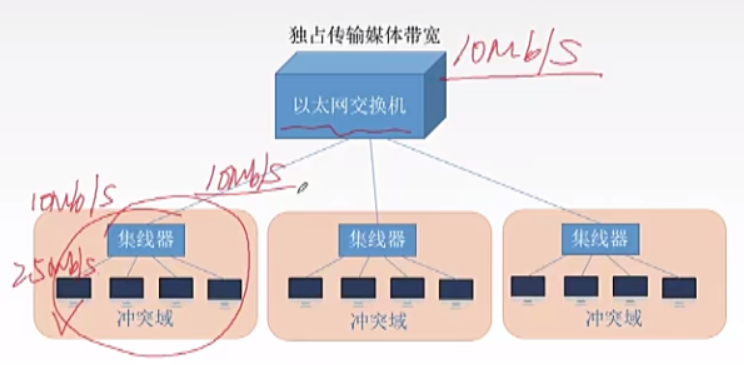 独占传输媒体带宽
10Mb/s
以太网交换机
10Mb/s
10Mb/s
集线器
集线器
集线器
2.5Mb/s
冲突域
冲突域
冲突域